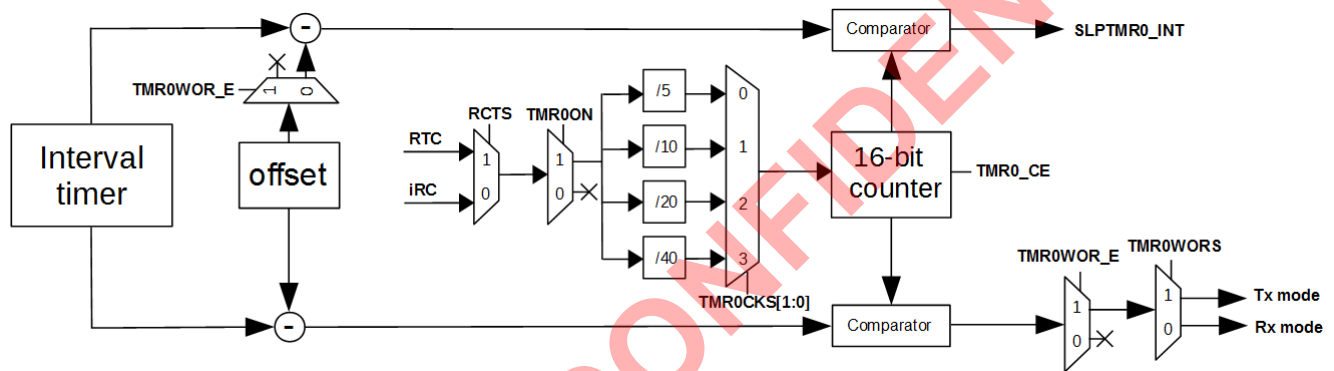 -
Comparator
SLPTMR0_INT
TMR0WOR_E
1
0
Interval
timer
offset
RTC
iRC
RCTS
1
0
TMR0ON
1
0
/5
/10
/20
/40
0
1
2
3
TMR0CKS[1:0]
16-bit
counter
TMR0_CE
-
Comparator
TMR0WOR_E
1
0
TMR0WORS
1
0
Tx mode
Rx mode
CONFIDEN